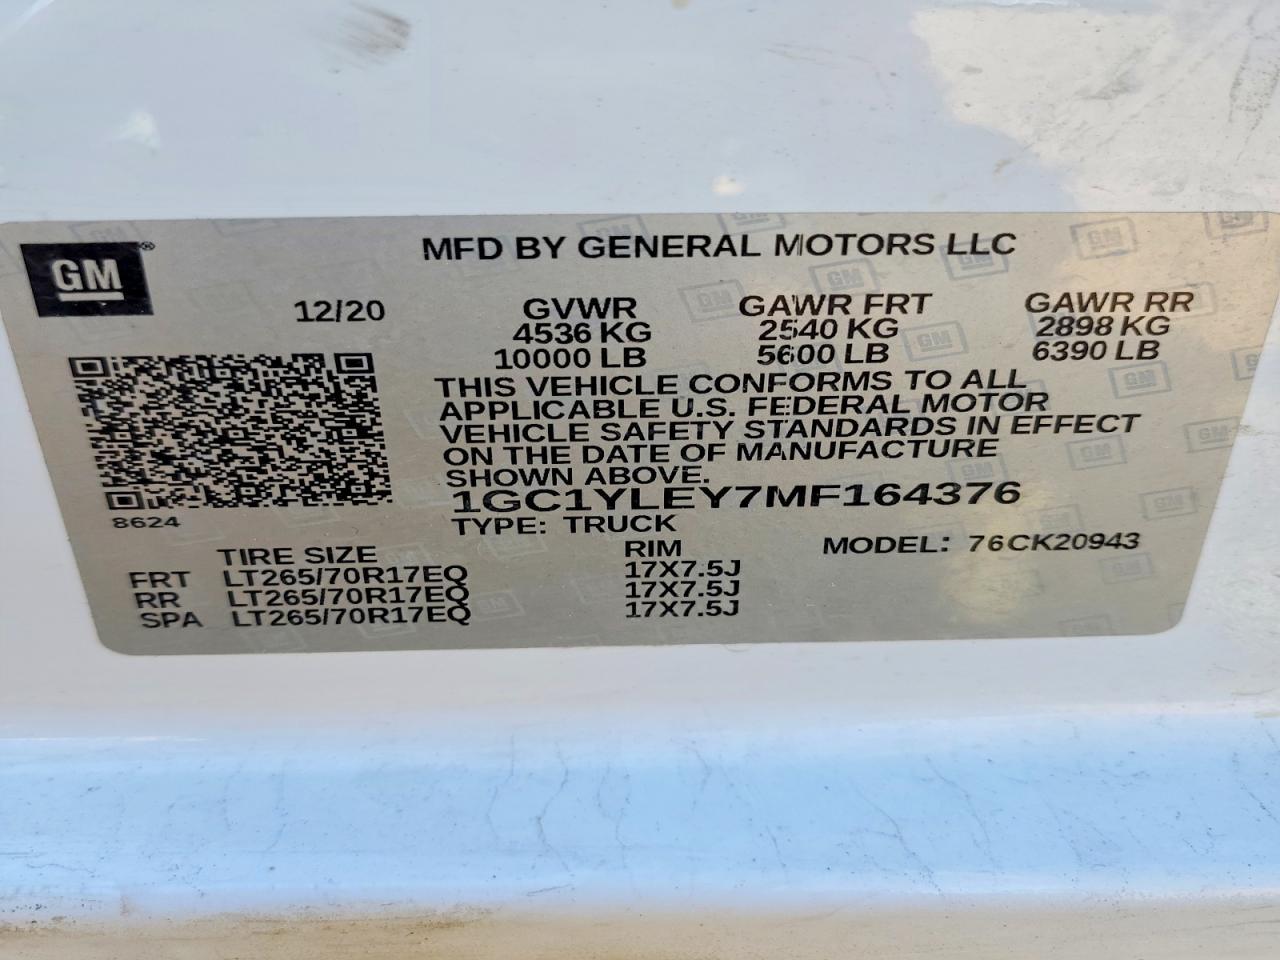 GM®
MFD BY GENERAL MOTORS LLC
12/20 GVWR GAWR FRT GAWR RR
4536 KG 2540 KG 2898 KG
10000 LB 5600 LB 6390 LB
THIS VEHICLE CONFORMS TO ALL
APPLICABLE U.S. FEDERAL MOTOR
VEHICLE SAFETY STANDARDS IN EFFECT
ON THE DATE OF MANUFACTURE
SHOWN ABOVE.
1GC1YLEY7MF164376
8624
TYPE: TRUCK
MODEL: 76CK20943
TIRE SIZE RIM
FRT LT265/70R17EQ 17X7.5J
RR LT265/70R17EQ 17X7.5J
SPA LT265/70R17EQ 17X7.5J